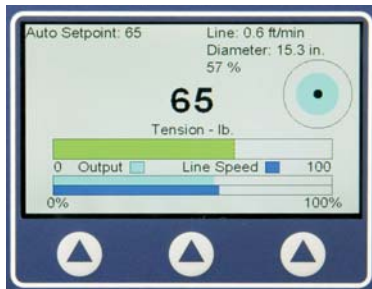 Auto Setpoint: 65
Line: 0.6 ft/min
Diameter: 15.3 in.
57 %
65
Tension - lb.
0 Output Line Speed 100
0% 100%